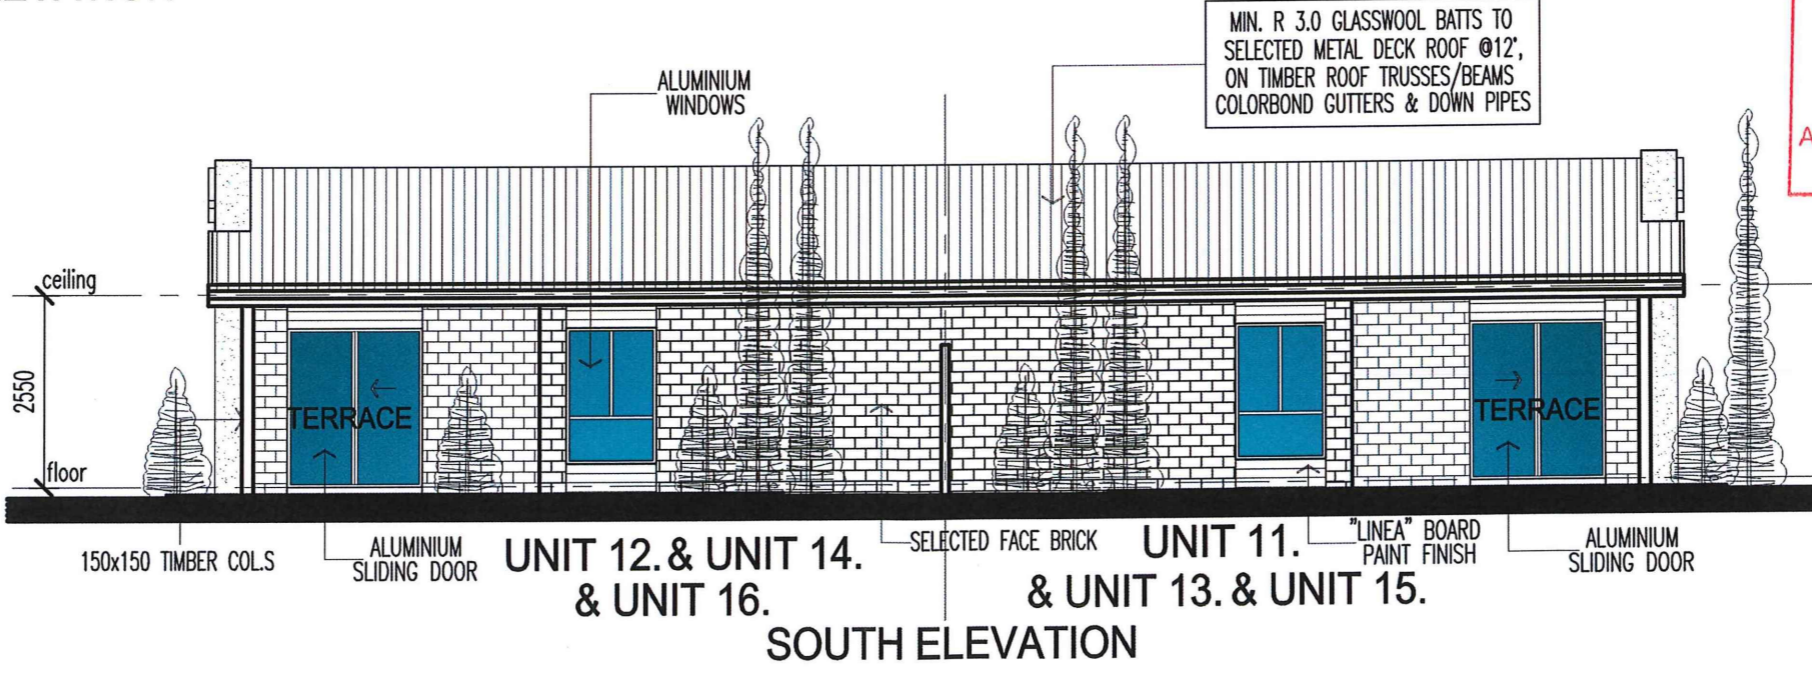 MIN. R 3.0 GLASSWOOL BATTS TO
SELECTED METAL DECK ROOF @12°,
ON TIMBER ROOF TRUSSES/BEAMS
COLORBOND GUTTERS & DOWN PIPES
ALUMINIUM
WINDOWS
A
ceiling
2550
floor
TERRACE
TERRACE
150x150 TIMBER COL.S
ALUMINIUM
SLIDING DOOR
UNIT 12. & UNIT 14.
& UNIT 16.
SELECTED FACE BRICK
UNIT 11.
& UNIT 13. & UNIT 15.
"LINEA" BOARD
PAINT FINISH
ALUMINIUM
SLIDING DOOR
SOUTH ELEVATION